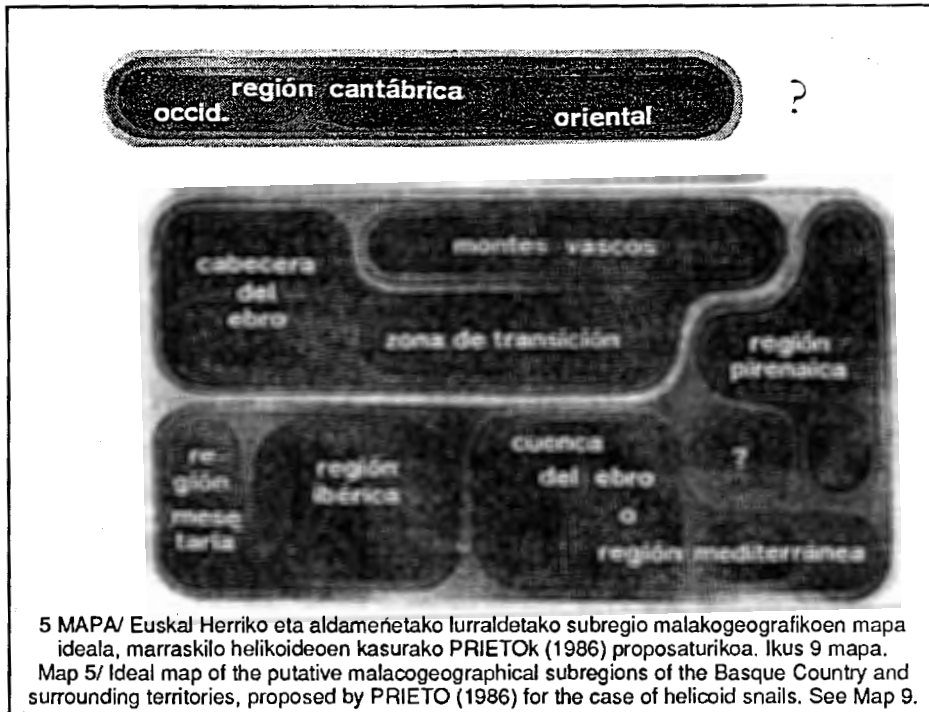 región cantábrica
occid.
oriental
?
montes vascos
cabecera
del
ebro
zona de transición
región
pirenaica
re-
gión
mese
taria
región
ibérica
cuenca
del ebro
o
región mediterránea
?
5 MAPA/ Euskal Herriko eta aldameńetako lurraldetako subregio malakogeografikoen mapa
ideala, marraskilo helikoideoen kasurako PRIETOk (1986) proposaturikoa. Ikus 9 mapa.
Map 5/ Ideal map of the putative malacogeographical subregions of the Basque Country and
surrounding territories, proposed by PRIETO (1986) for the case of helicoid snails. See Map 9.